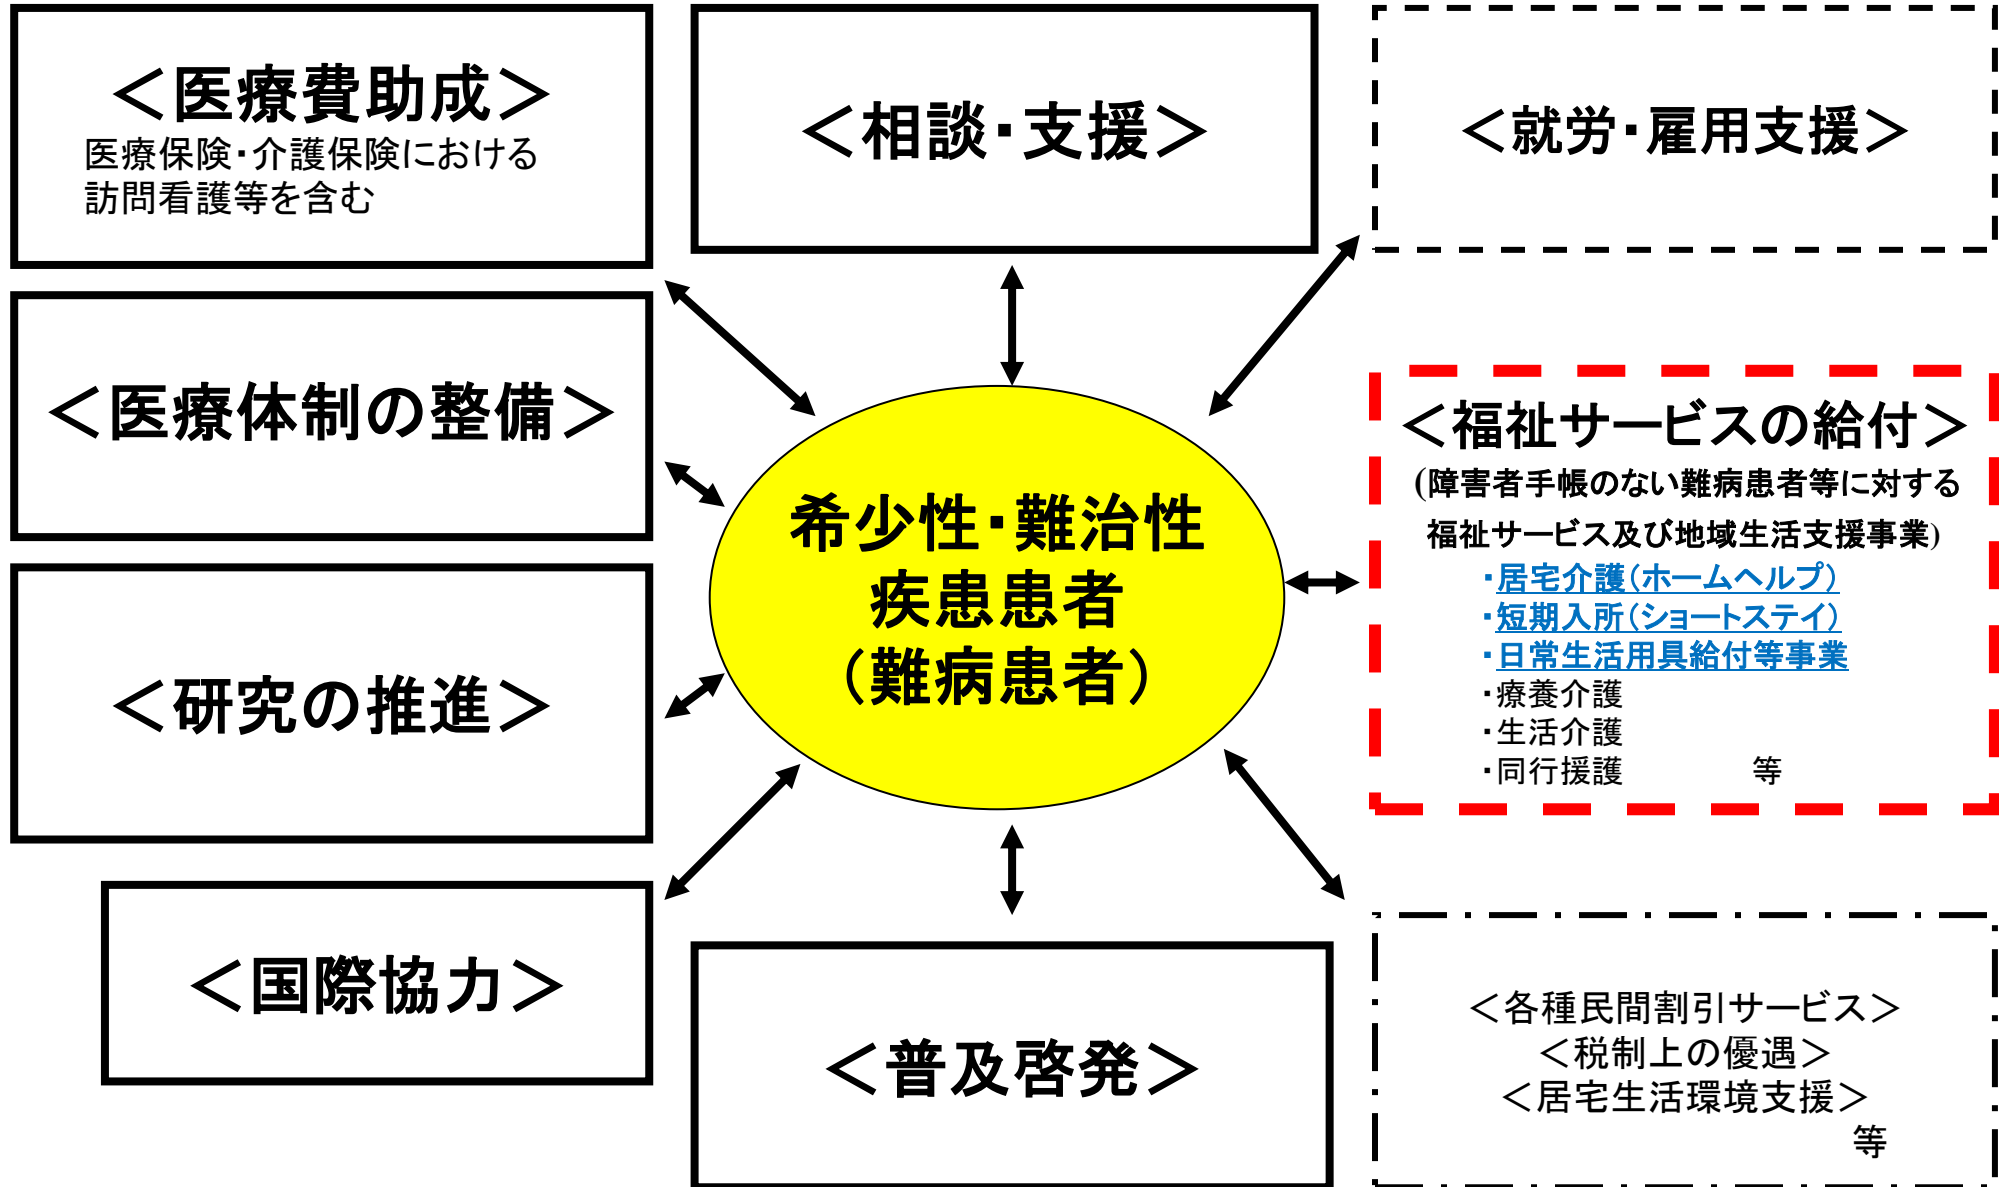 ＜医療費助成＞
医療保険・介護保険における
訪問看護等を含む
＜相談・支援＞
＜就労・雇用支援＞
＜医療体制の整備＞
＜研究の推進＞
＜国際協力＞
希少性・難治性
疾患患者
（難病患者）
＜福祉サービスの給付＞
(障害者手帳のない難病患者等に対する
福祉サービス及び地域生活支援事業)
・居宅介護（ホームヘルプ）
・短期入所（ショートステイ）
・日常生活用具給付等事業
・療養介護
・生活介護
・同行援護　　　　等
＜普及啓発＞
＜各種民間割引サービス＞
＜税制上の優遇＞
＜居宅生活環境支援＞
等